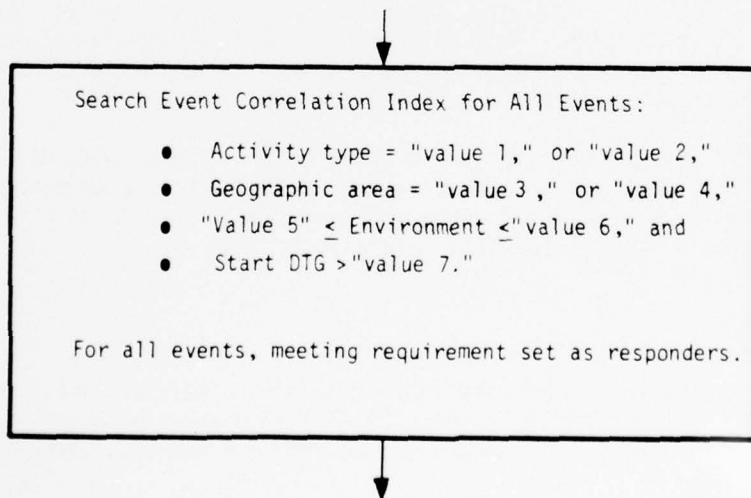 Search Event Correlation Index for All Events:
● Activity type = "value 1," or "value 2,"
● Geographic area = "value 3 ," or "value 4,"
● "Value 5" ≤ Environment ≤"value 6," and
● Start DTG >"value 7."
For all events, meeting requirement set as responders.